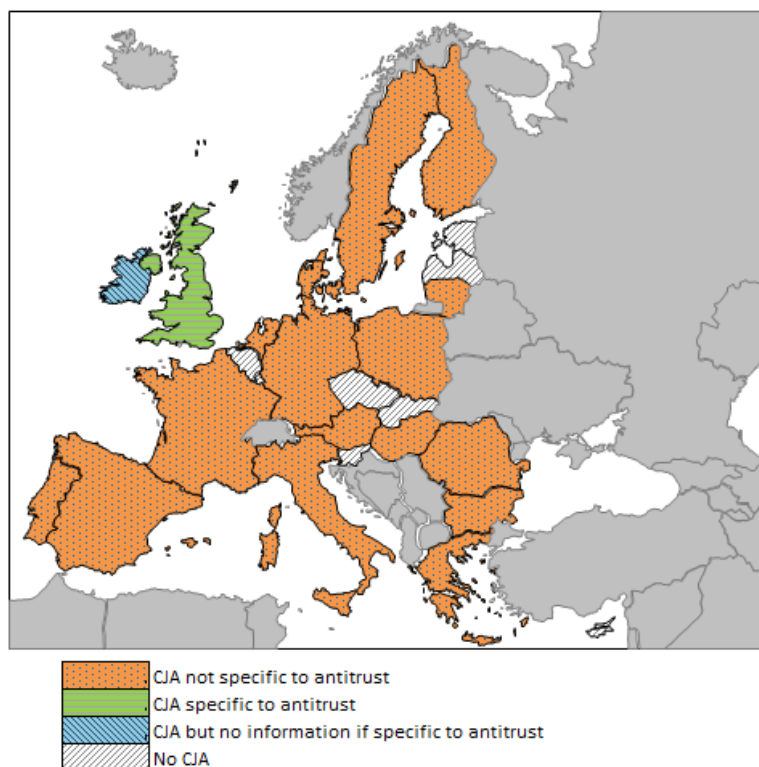 CJA not specific to antitrust
CJA specific to antitrust
CJA but no information if specific to antitrust
No CJA